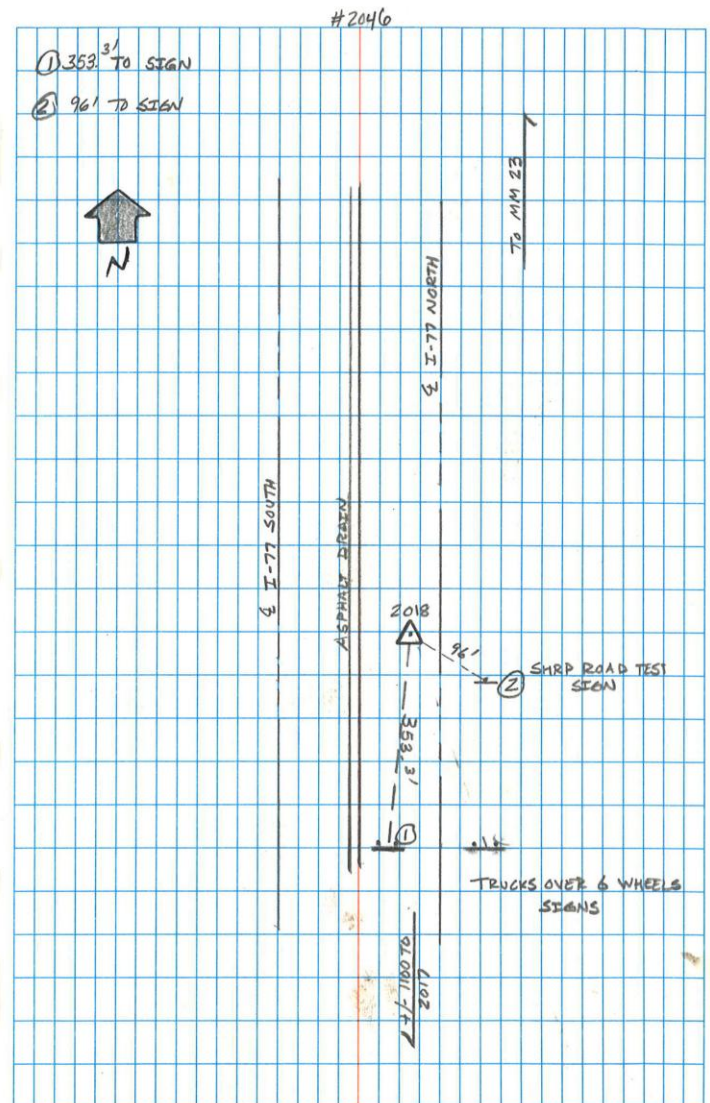 #2046
① 353.3' TO SIGN
② 96' TO SIGN
N
TO MM 23
℄ I-77 NORTH
℄ I-77 SOUTH
ASPHALT DRAIN
2018
96'
② SHRP ROAD TEST
SIGN
353.3'
①
TRUCKS OVER 6 WHEELS
SIGNS
2017